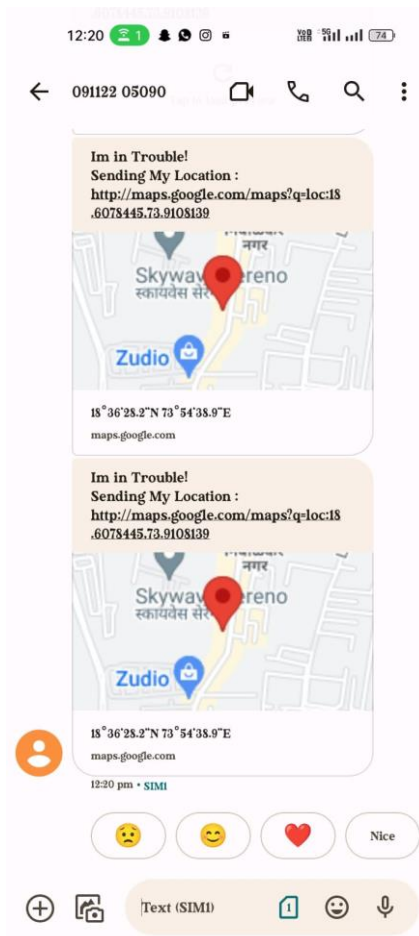 12:20 1
VoB LTE 5G 74
091122 05090
Im in Trouble!
Sending My Location :
http://maps.google.com/maps?q=loc:18
.6078445,73.9108139
नगर
Skyway ereno
स्कायवेस सेरे
Zudio
18°36'28.2"N 73°54'38.9"E
maps.google.com
Im in Trouble!
Sending My Location :
http://maps.google.com/maps?q=loc:18
.6078445,73.9108139
नगर
Skyway ereno
स्कायवेस सेरे
Zudio
18°36'28.2"N 73°54'38.9"E
maps.google.com
12:20 pm • SIM1
Nice
Text (SIM1) 1